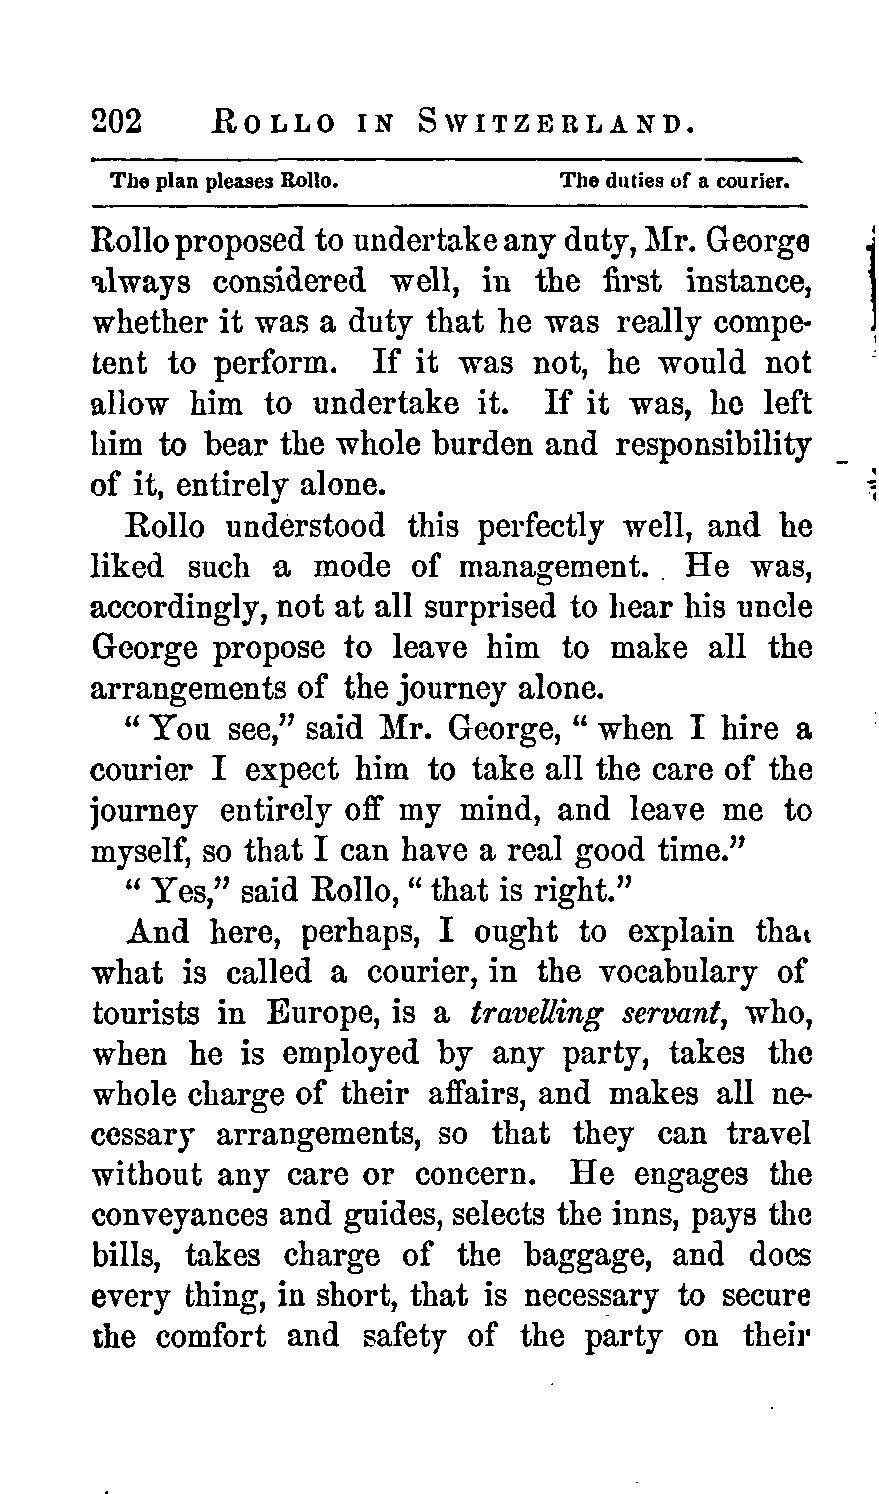 202 ROLLO IN SWITZERLAND.
The plan pleases Rollo. The duties of a courier.
Rollo proposed to undertake any duty, Mr. George
always considered well, in the first instance,
whether it was a duty that he was really compe-
tent to perform. If it was not, he would not
allow him to undertake it. If it was, he left
him to bear the whole burden and responsibility
of it, entirely alone.
Rollo understood this perfectly well, and he
liked such a mode of management. He was,
accordingly, not at all surprised to hear his uncle
George propose to leave him to make all the
arrangements of the journey alone.
“ You see,” said Mr. George, “ when I hire a
courier I expect him to take all the care of the
journey entirely off my mind, and leave me to
myself, so that I can have a real good time.”
“ Yes,” said Rollo, “ that is right.”
And here, perhaps, I ought to explain that
what is called a courier, in the vocabulary of
tourists in Europe, is a travelling servant, who,
when he is employed by any party, takes the
whole charge of their affairs, and makes all ne-
cessary arrangements, so that they can travel
without any care or concern. He engages the
conveyances and guides, selects the inns, pays the
bills, takes charge of the baggage, and does
every thing, in short, that is necessary to secure
the comfort and safety of the party on their